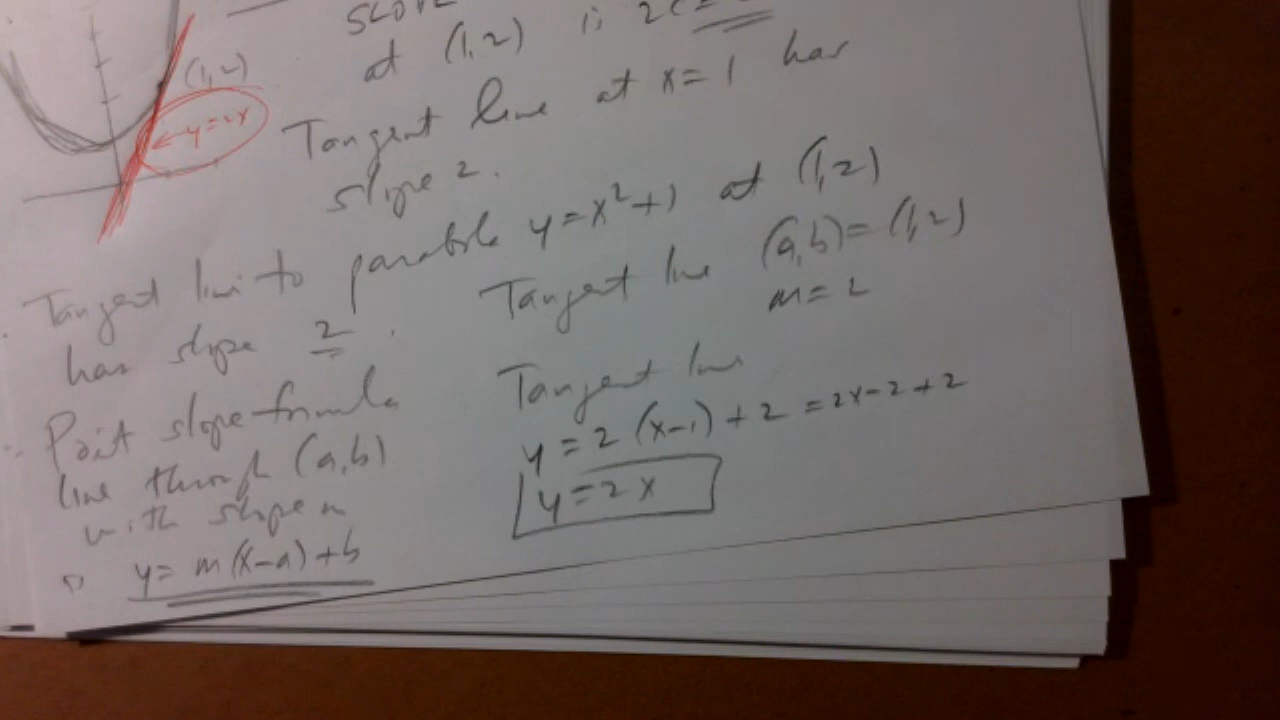 SLOPE
at (1,2) is 2
(1,2)
Tangent line at x=1 has
←y=2x
slope 2.
Tangent line to parabola y=x²+1 at (1,2)
has slope 2.
Tangent line (a,b)=(1,2)
m=2
Point slope formula
line through (a,b)
with slope m
is y=m(x-a)+b
Tangent line
y=2(x-1)+2=2x-2+2
y=2x